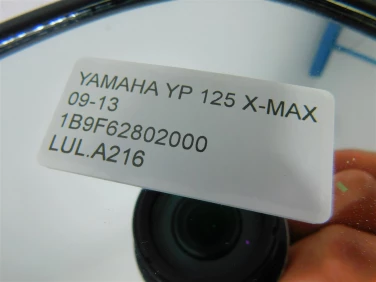 YAMAHA YP 125 X-MAX
09-13
1B9F62802000
LUL.A216